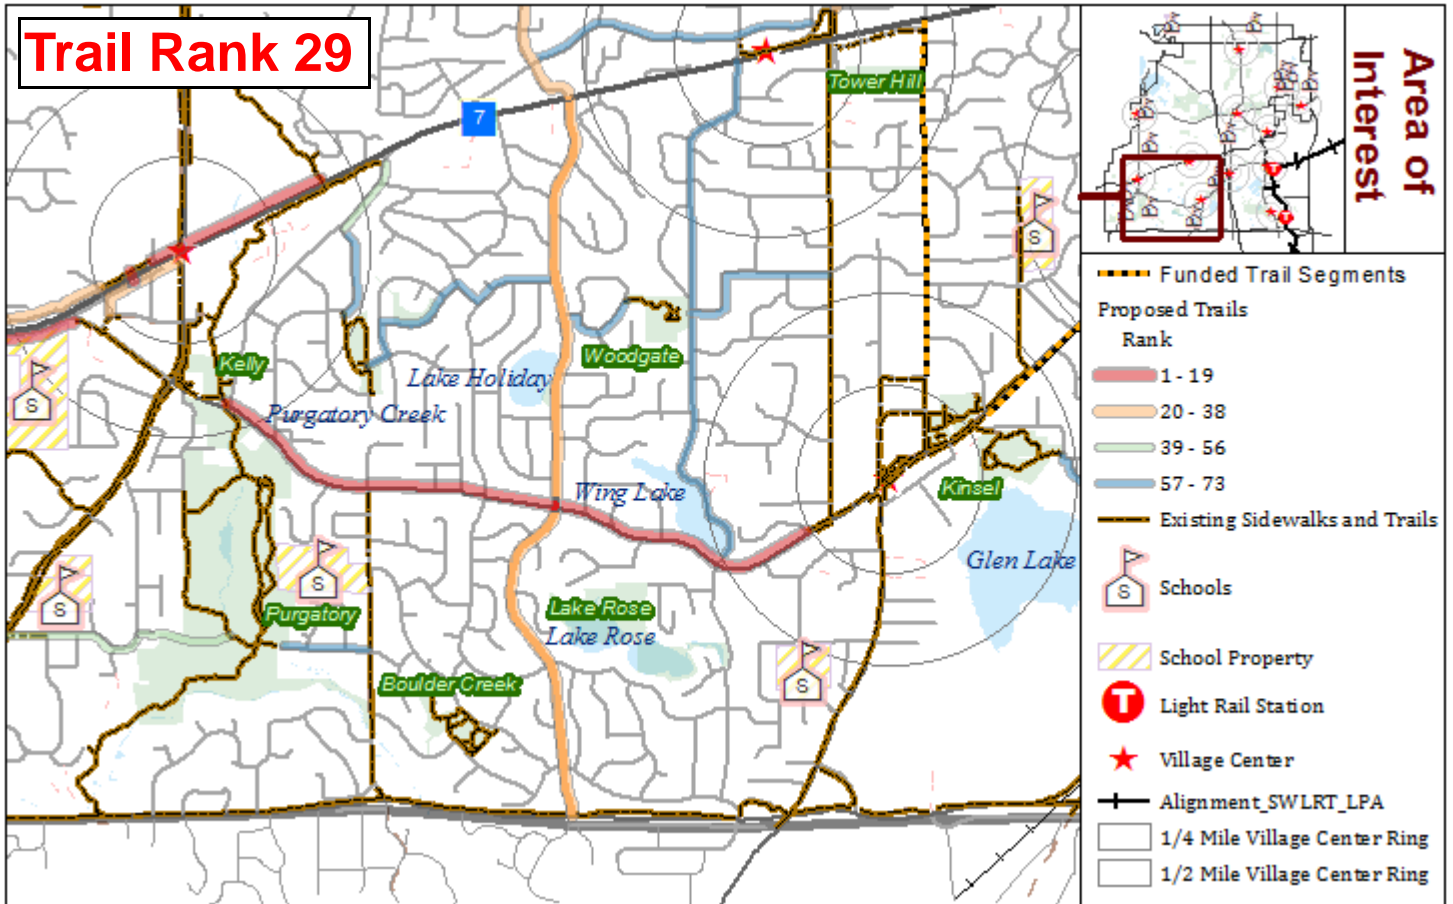 Trail Rank 29
7
Tower Hill
Kelly
Lake Holiday
Woodgate
Purgatory Creek
Wing Lake
Kinsel
Glen Lake
Purgatory
Lake Rose
Lake Rose
Boulder Creek
S
S
S
S
S
Area of
Interest
T
T
Funded Trail Segments
Proposed Trails
Rank
1 - 19
20 - 38
39 - 56
57 - 73
Existing Sidewalks and Trails
S
Schools
School Property
T
Light Rail Station
Village Center
Alignment_SWLRT_LPA
1/4 Mile Village Center Ring
1/2 Mile Village Center Ring